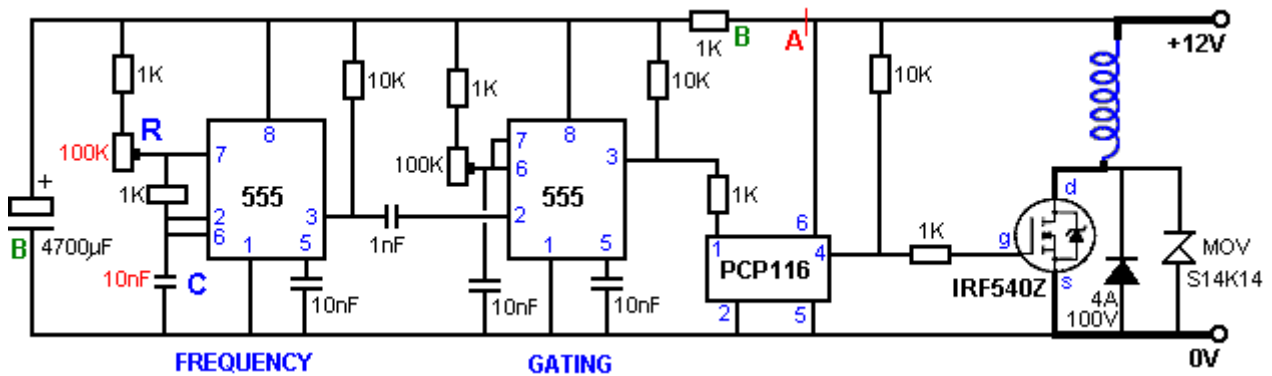 1K
B
A
+12V
1K
10K
1K
10K
10K
R
100K
7
8
555
1K
2
6
3
1
5
+
B
4700µF
10nF
C
10nF
1nF
100K
7
6
8
3
555
2
1
5
10nF
10nF
1K
6
1
4
PCP116
2
5
1K
d
g
s
IRF540Z
4A
100V
MOV
S14K14
0V
FREQUENCY
GATING